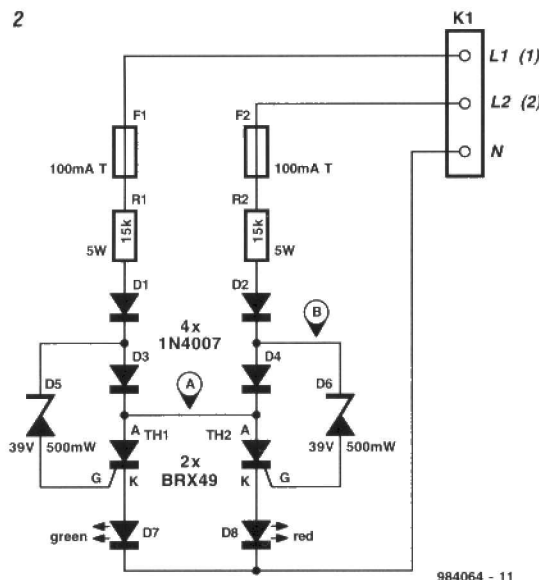 2
K1
L1 (1)
L2 (2)
N
F1
F2
100mA T
100mA T
R1
R2
15k
15k
5W
5W
D1
D2
B
4x
1N4007
D3
D4
D5
A
D6
A
TH1
TH2
A
39V
500mW
39V
500mW
G
K
2x
BRX49
K
G
green
D7
D8
red
984064 - 11